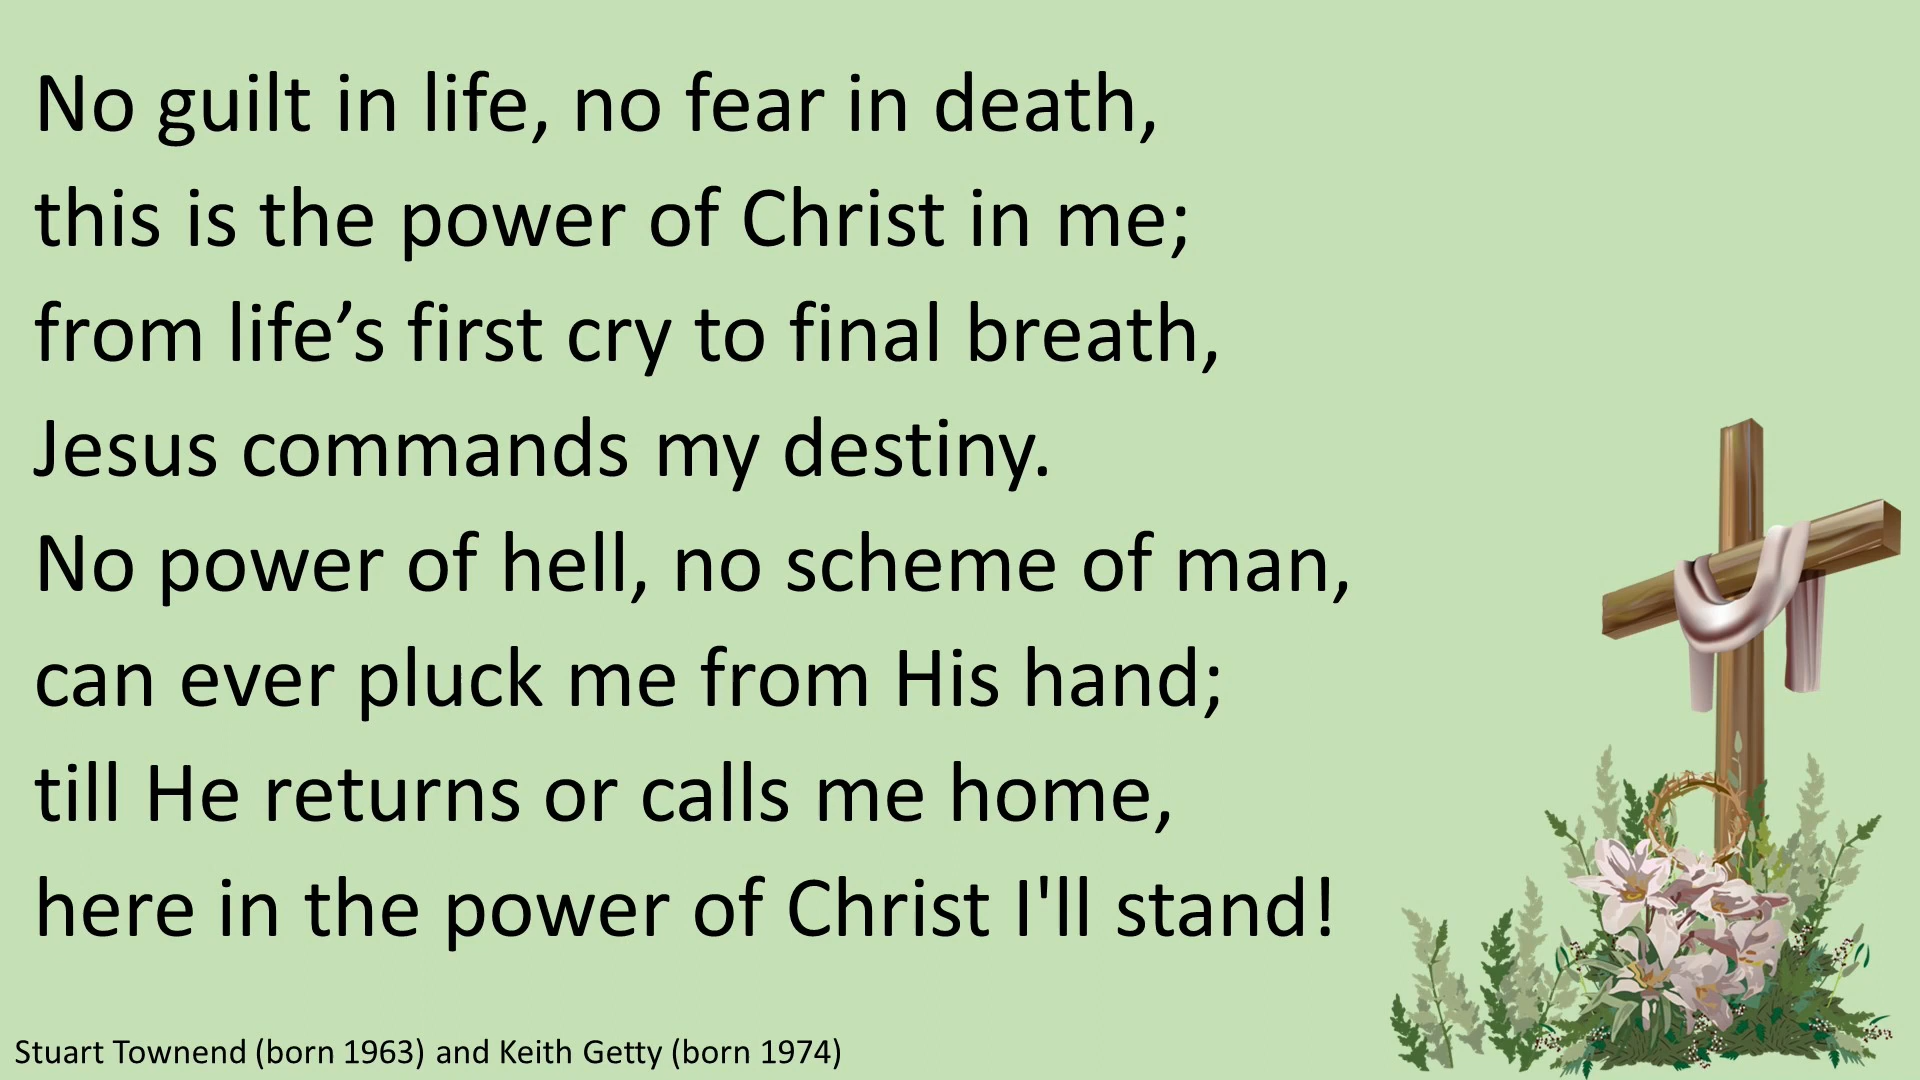 No guilt in life, no fear in death,
this is the power of Christ in me;
from life’s first cry to final breath,
Jesus commands my destiny.
No power of hell, no scheme of man,
can ever pluck me from His hand;
till He returns or calls me home,
here in the power of Christ I'll stand!
Stuart Townend (born 1963) and Keith Getty (born 1974)